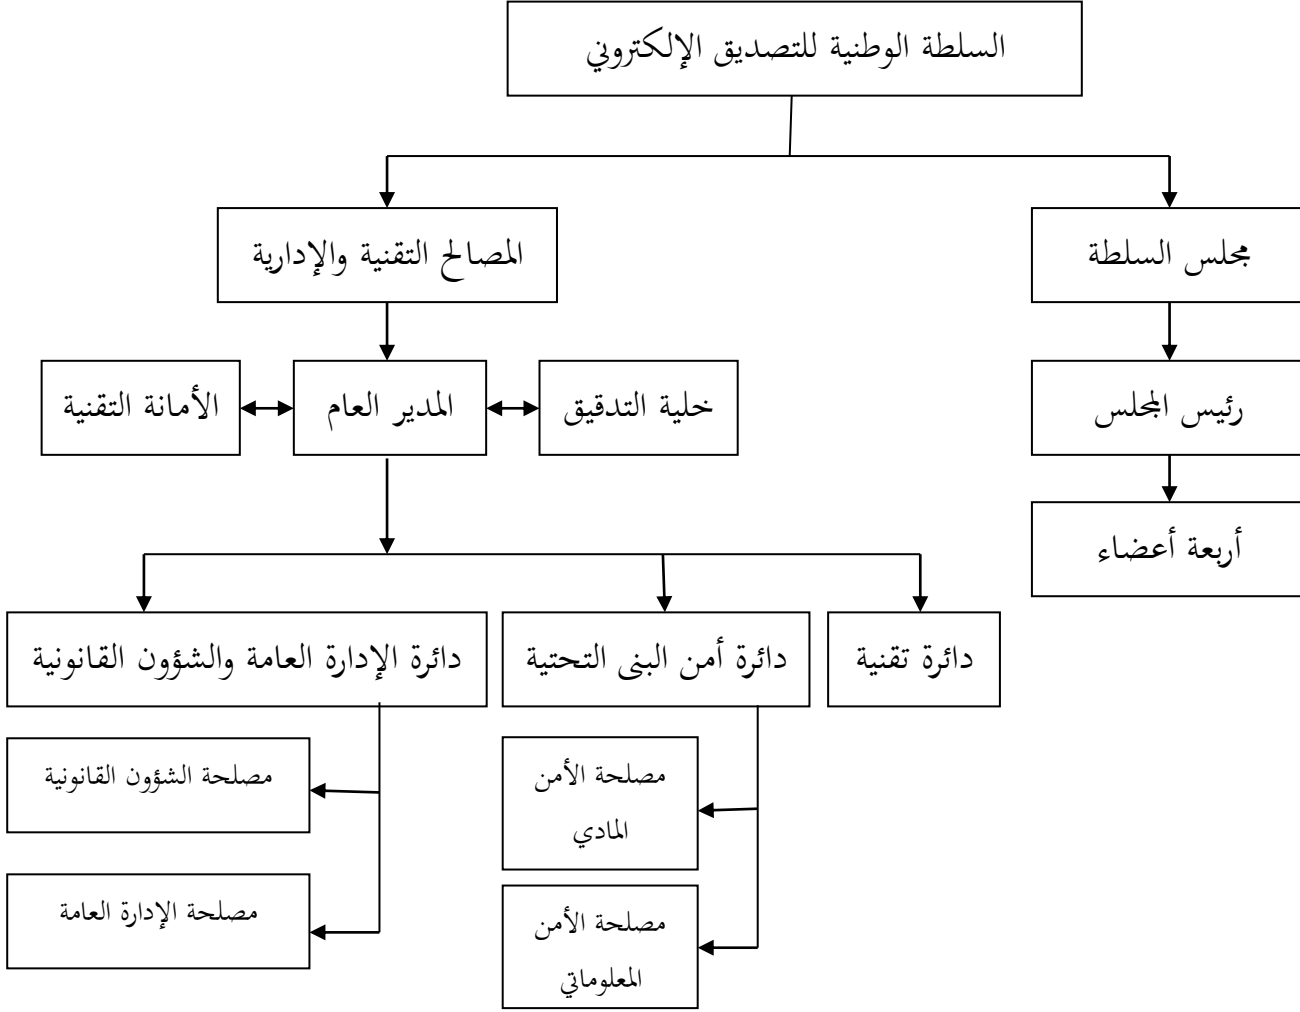 السلطة الوطنية للتصديق الإلكتروني
مجلس السلطة
المصالح التقنية والإدارية
رئيس المجلس
خلية التدقيق
المدير العام
الأمانة التقنية
أربعة أعضاء
دائرة تقنية
دائرة أمن البنى التحتية
دائرة الإدارة العامة والشؤون القانونية
مصلحة الأمن
المادي
مصلحة الشؤون القانونية
مصلحة الأمن
المعلوماتي
مصلحة الإدارة العامة